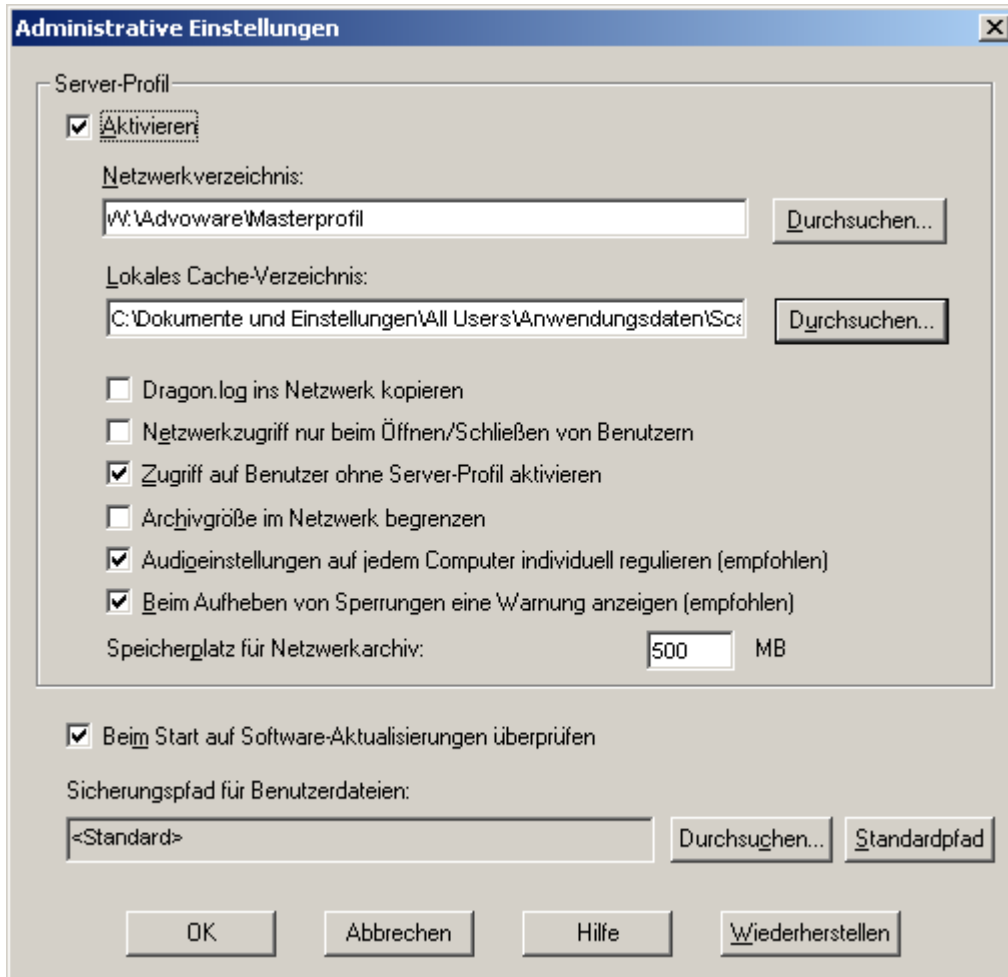 Administrative Einstellungen
Server-Profil
Aktivieren
Netzwerkverzeichnis:
W:\Advoware\Masterprofil
Durchsuchen...
Lokales Cache-Verzeichnis:
C:\Dokumente und Einstellungen\All Users\Anwendungsdaten\Sca
Durchsuchen...
Dragon.log ins Netzwerk kopieren
Netzwerkzugriff nur beim Öffnen/Schließen von Benutzern
Zugriff auf Benutzer ohne Server-Profil aktivieren
Archivgröße im Netzwerk begrenzen
Audioeinstellungen auf jedem Computer individuell regulieren (empfohlen)
Beim Aufheben von Sperrungen eine Warnung anzeigen (empfohlen)
Speicherplatz für Netzwerkarchiv: 500 MB
Beim Start auf Software-Aktualisierungen überprüfen
Sicherungspfad für Benutzerdateien:
<Standard> Durchsuchen... Standardpfad
OK Abbrechen Hilfe Wiederherstellen